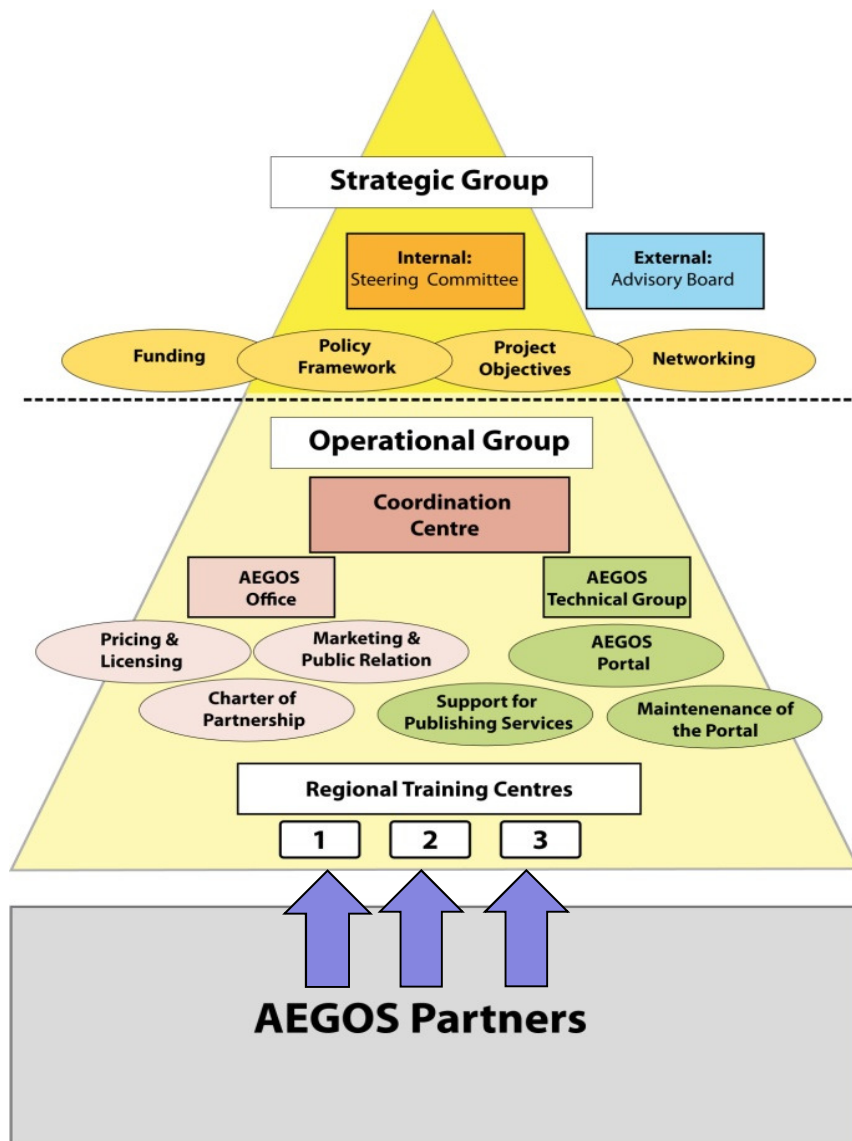 Strategic Group
Internal:
Steering Committee
External:
Advisory Board
Funding
Policy
Framework
Project
Objectives
Networking
Operational Group
Coordination
Centre
AEGOS
Office
AEGOS
Technical Group
Pricing &
Licensing
Marketing &
Public Relation
AEGOS
Portal
Charter of
Partnership
Support for
Publishing Services
Maintenenance of
the Portal
Regional Training Centres
1
2
3
AEGOS Partners